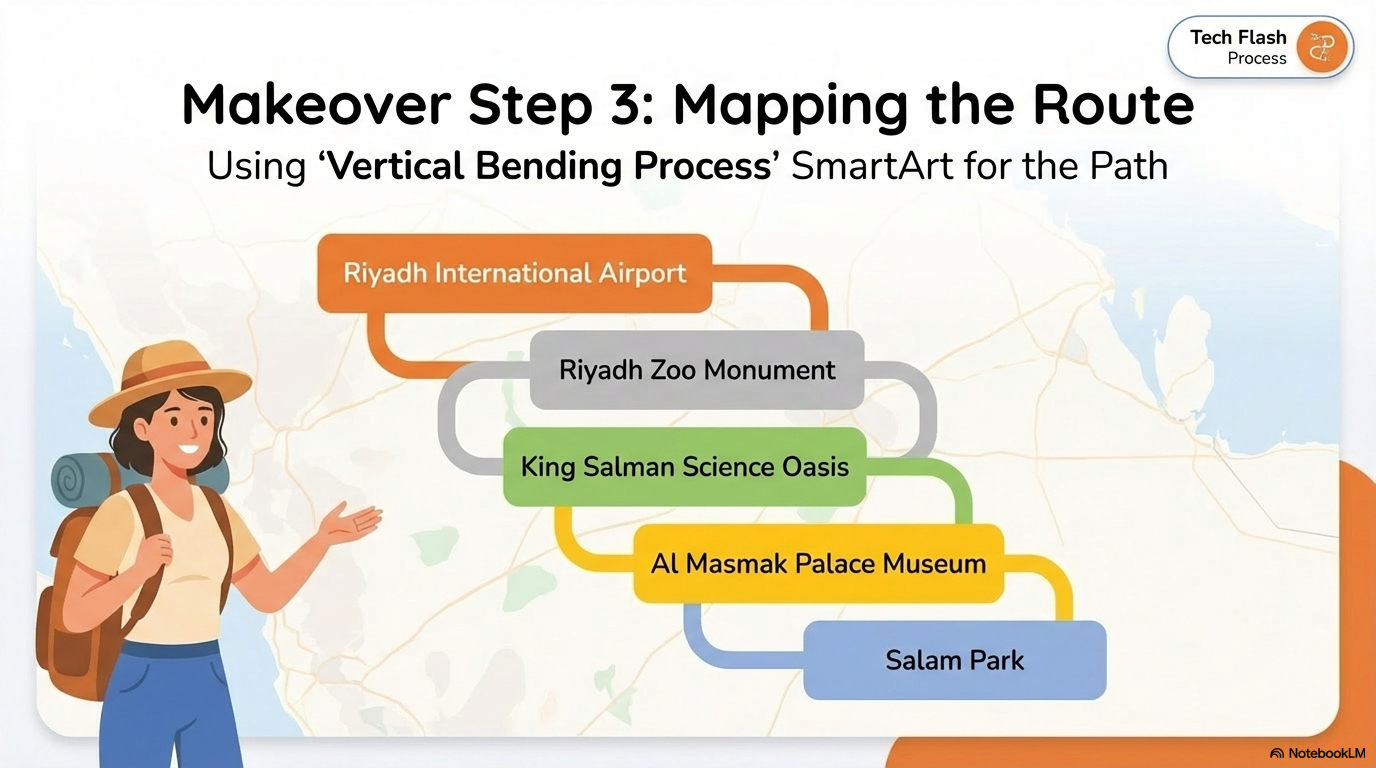 Tech Flash
Process
Makeover Step 3: Mapping the Route
Using ‘Vertical Bending Process’ SmartArt for the Path
Riyadh International Airport
Riyadh Zoo Monument
King Salman Science Oasis
Al Masmak Palace Museum
Salam Park
NotebookLM